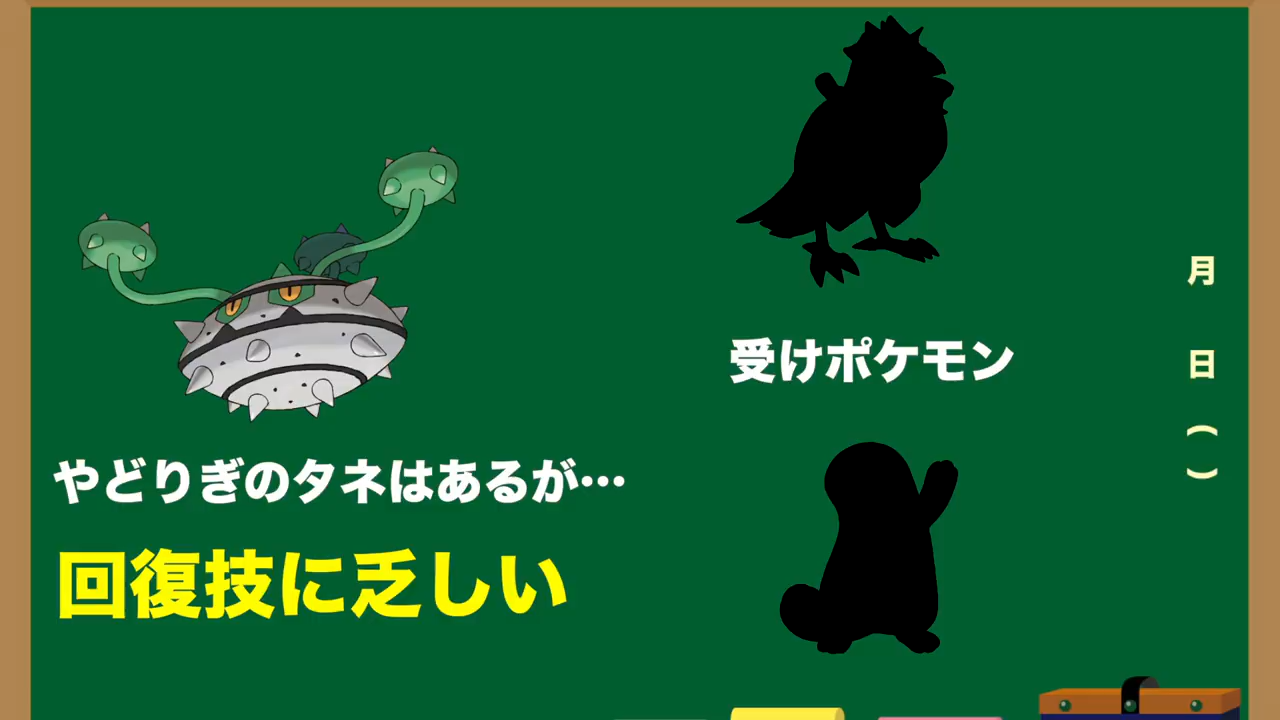 受けポケモン
やどりぎのタネはあるが…
回復技に乏しい
月
日
（
）